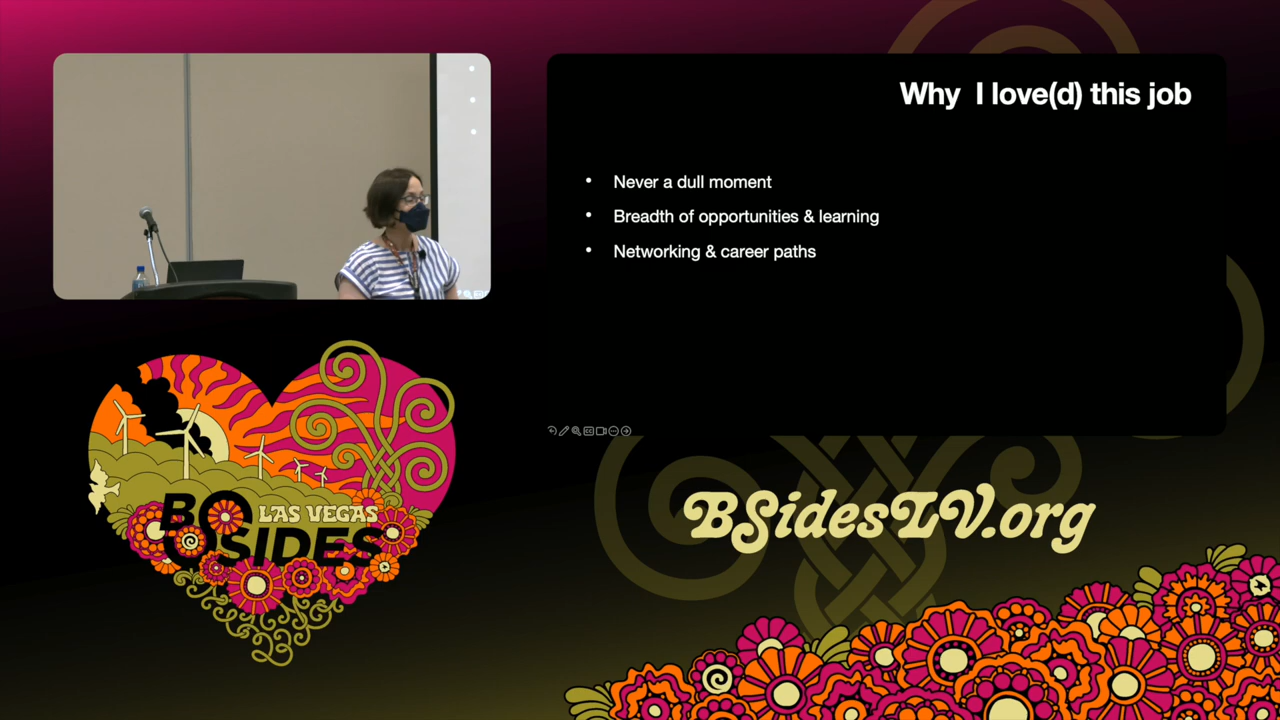 Why I love(d) this job
• Never a dull moment
• Breadth of opportunities & learning
• Networking & career paths
BSides
LAS VEGAS
BSidesLV.org
23